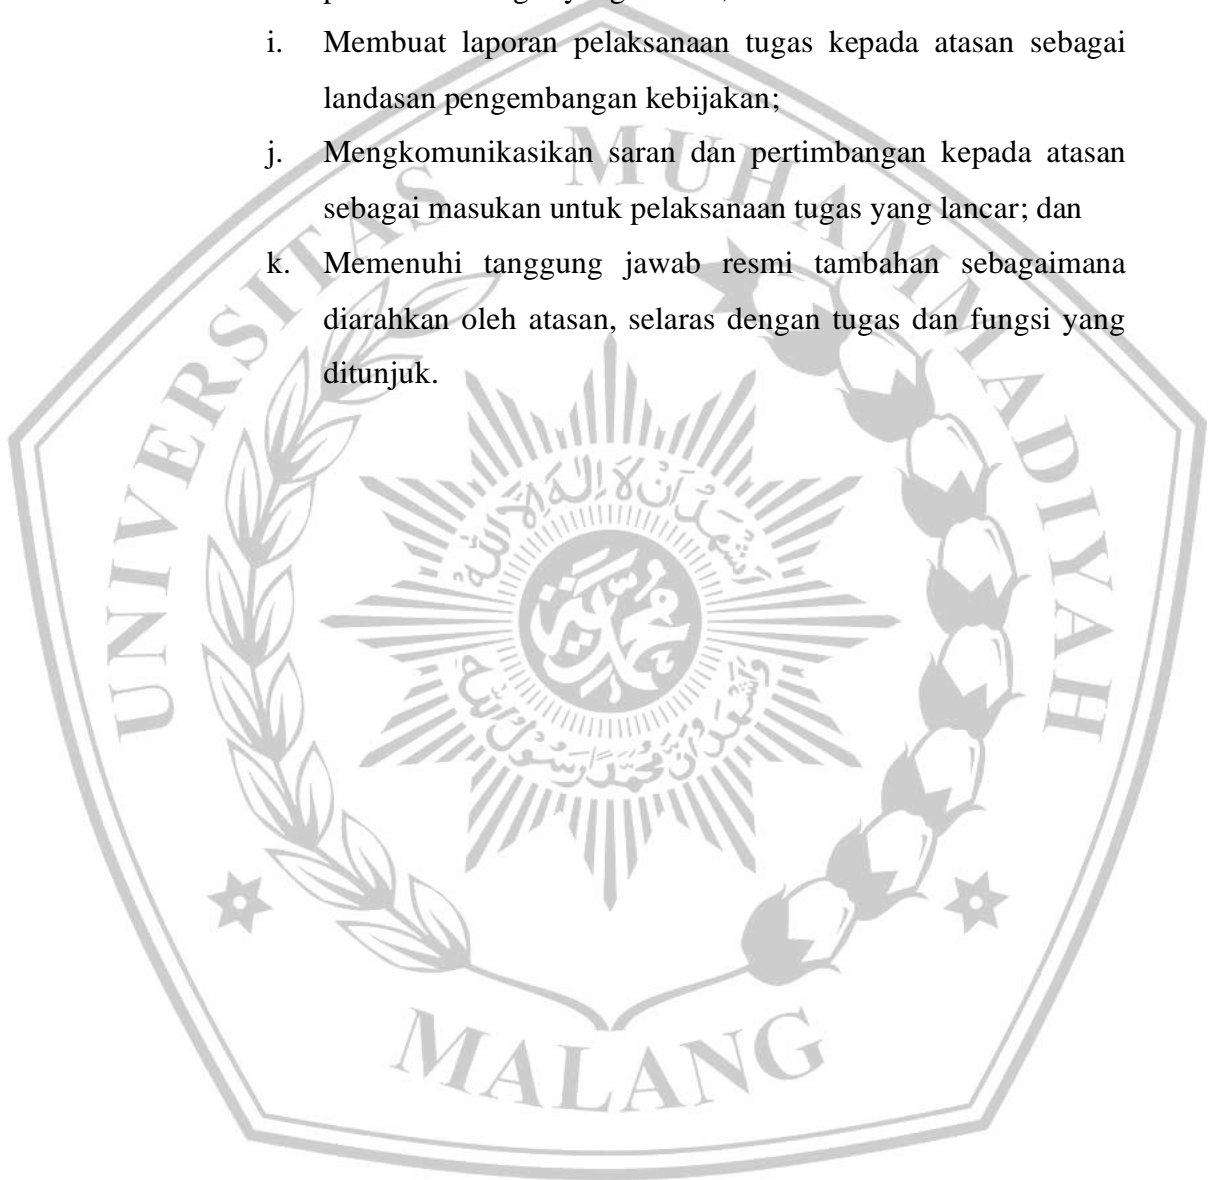 i. Membuat laporan pelaksanaan tugas kepada atasan sebagai
landasan pengembangan kebijakan;
j. Mengkomunikasikan saran dan pertimbangan kepada atasan
sebagai masukan untuk pelaksanaan tugas yang lancar; dan
k. Memenuhi tanggung jawab resmi tambahan sebagaimana
diarahkan oleh atasan, selaras dengan tugas dan fungsi yang
ditunjuk.
UNIVERSITAS MUHAMMADIYAH
MALANG